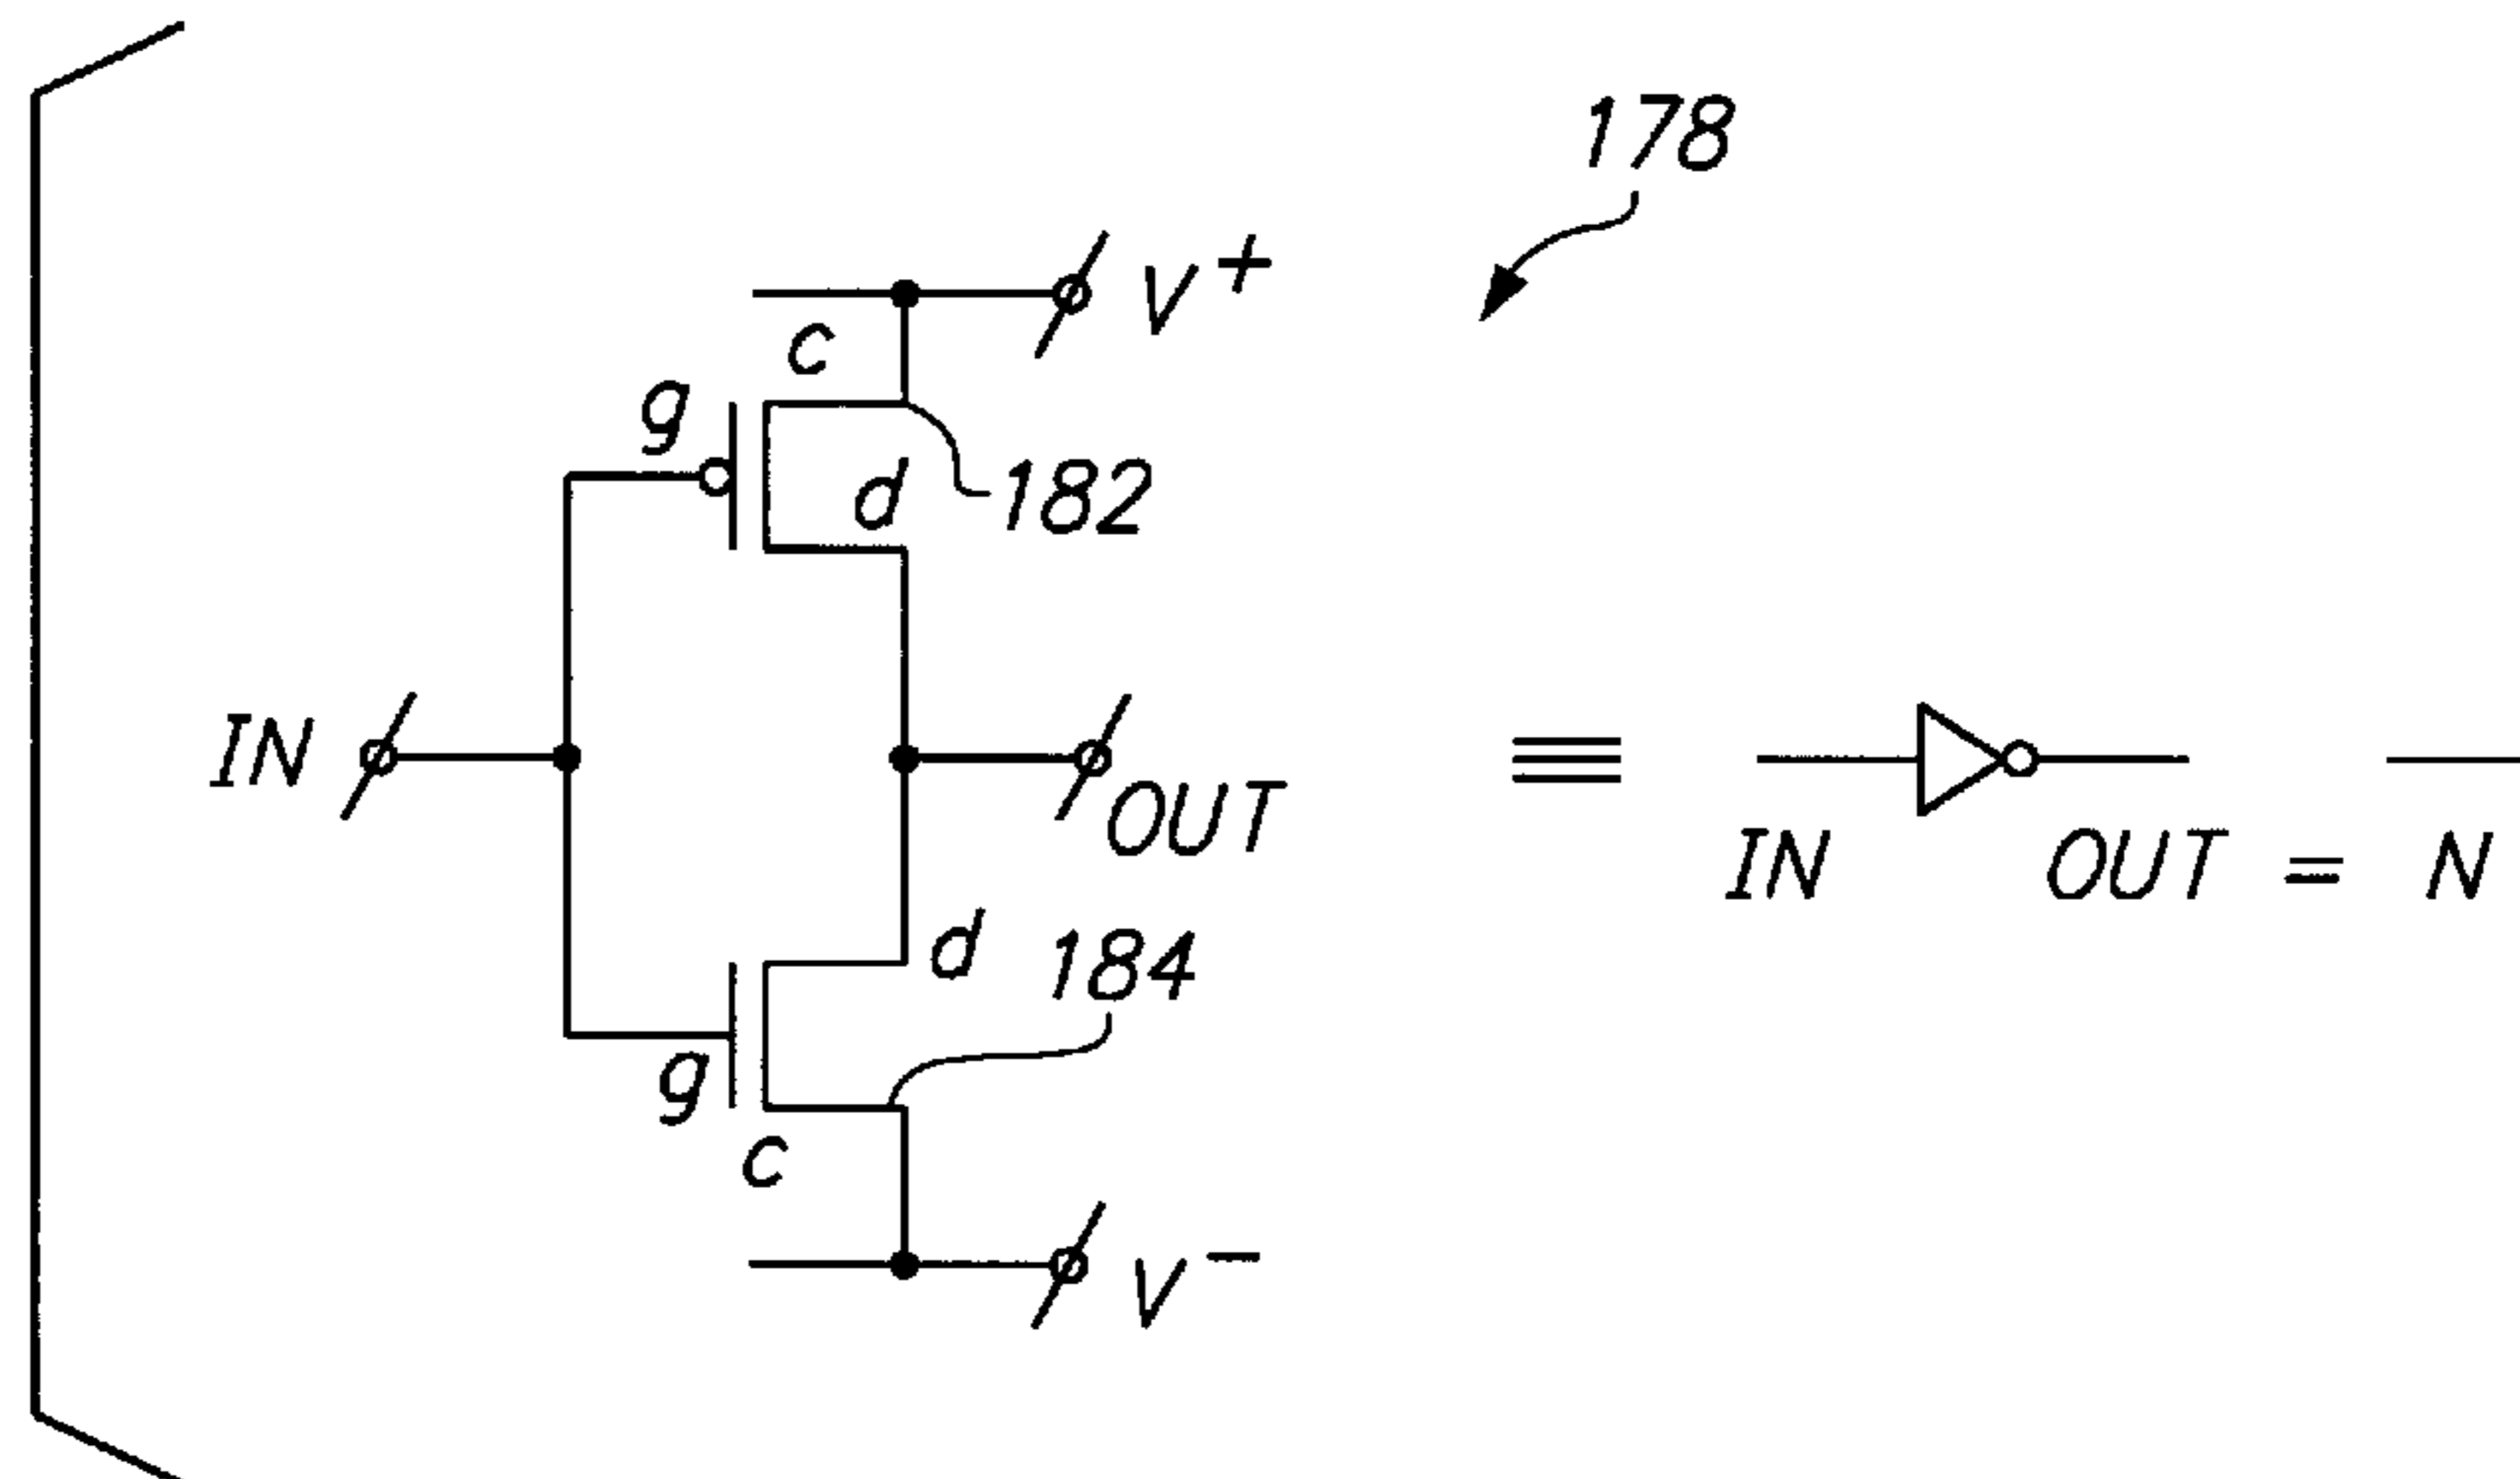 178
V+
c
g
d
182
IN
OUT
≡
IN
OUT = N
d
184
g
c
V-